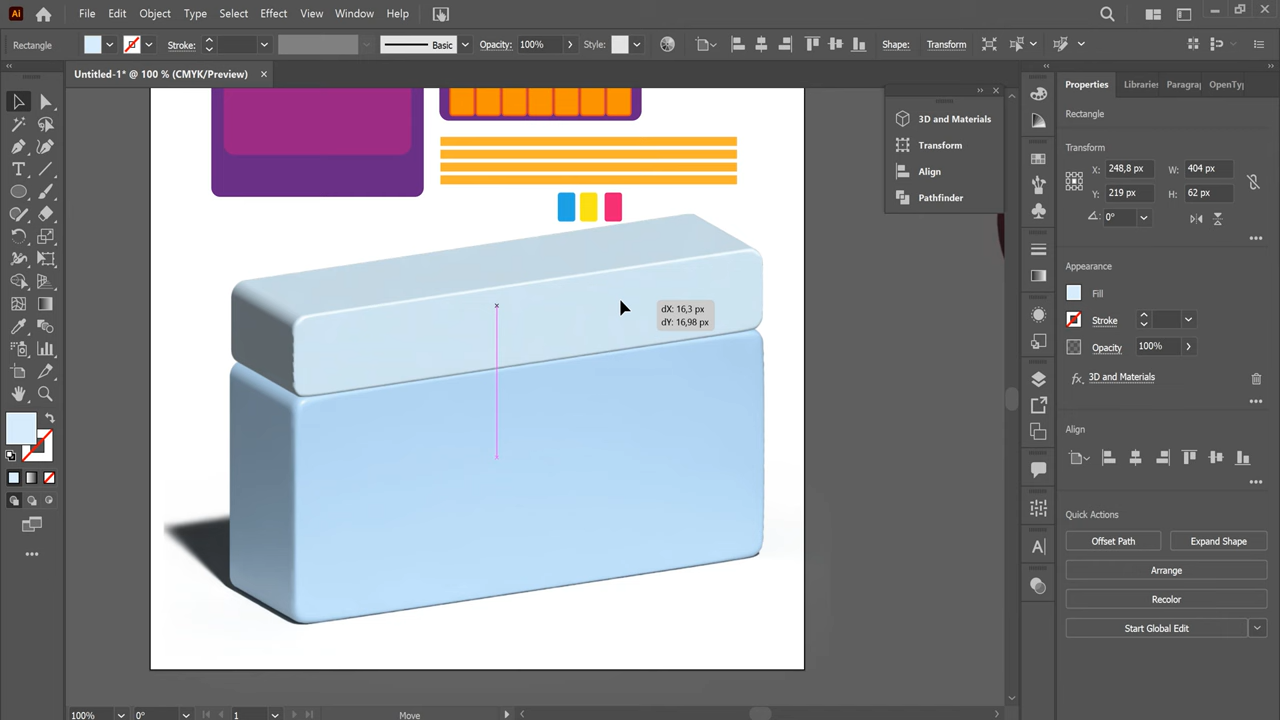 Ai File Edit Object Type Select Effect View Window Help
Rectangle Stroke: Basic Opacity: 100% Style: Shape: Transform
Untitled-1* @ 100 % (CMYK/Preview)
3D and Materials
Transform
Align
Pathfinder
Properties Librarie Paragra OpenTy
Rectangle
Transform
X: 248,8 px W: 404 px
Y: 219 px H: 62 px
0°
Appearance
Fill
Stroke
Opacity 100%
fx 3D and Materials
Align
Quick Actions
Offset Path Expand Shape
Arrange
Recolor
Start Global Edit
dX: 16,3 px
dY: 16,98 px
100% 0° 1 Move